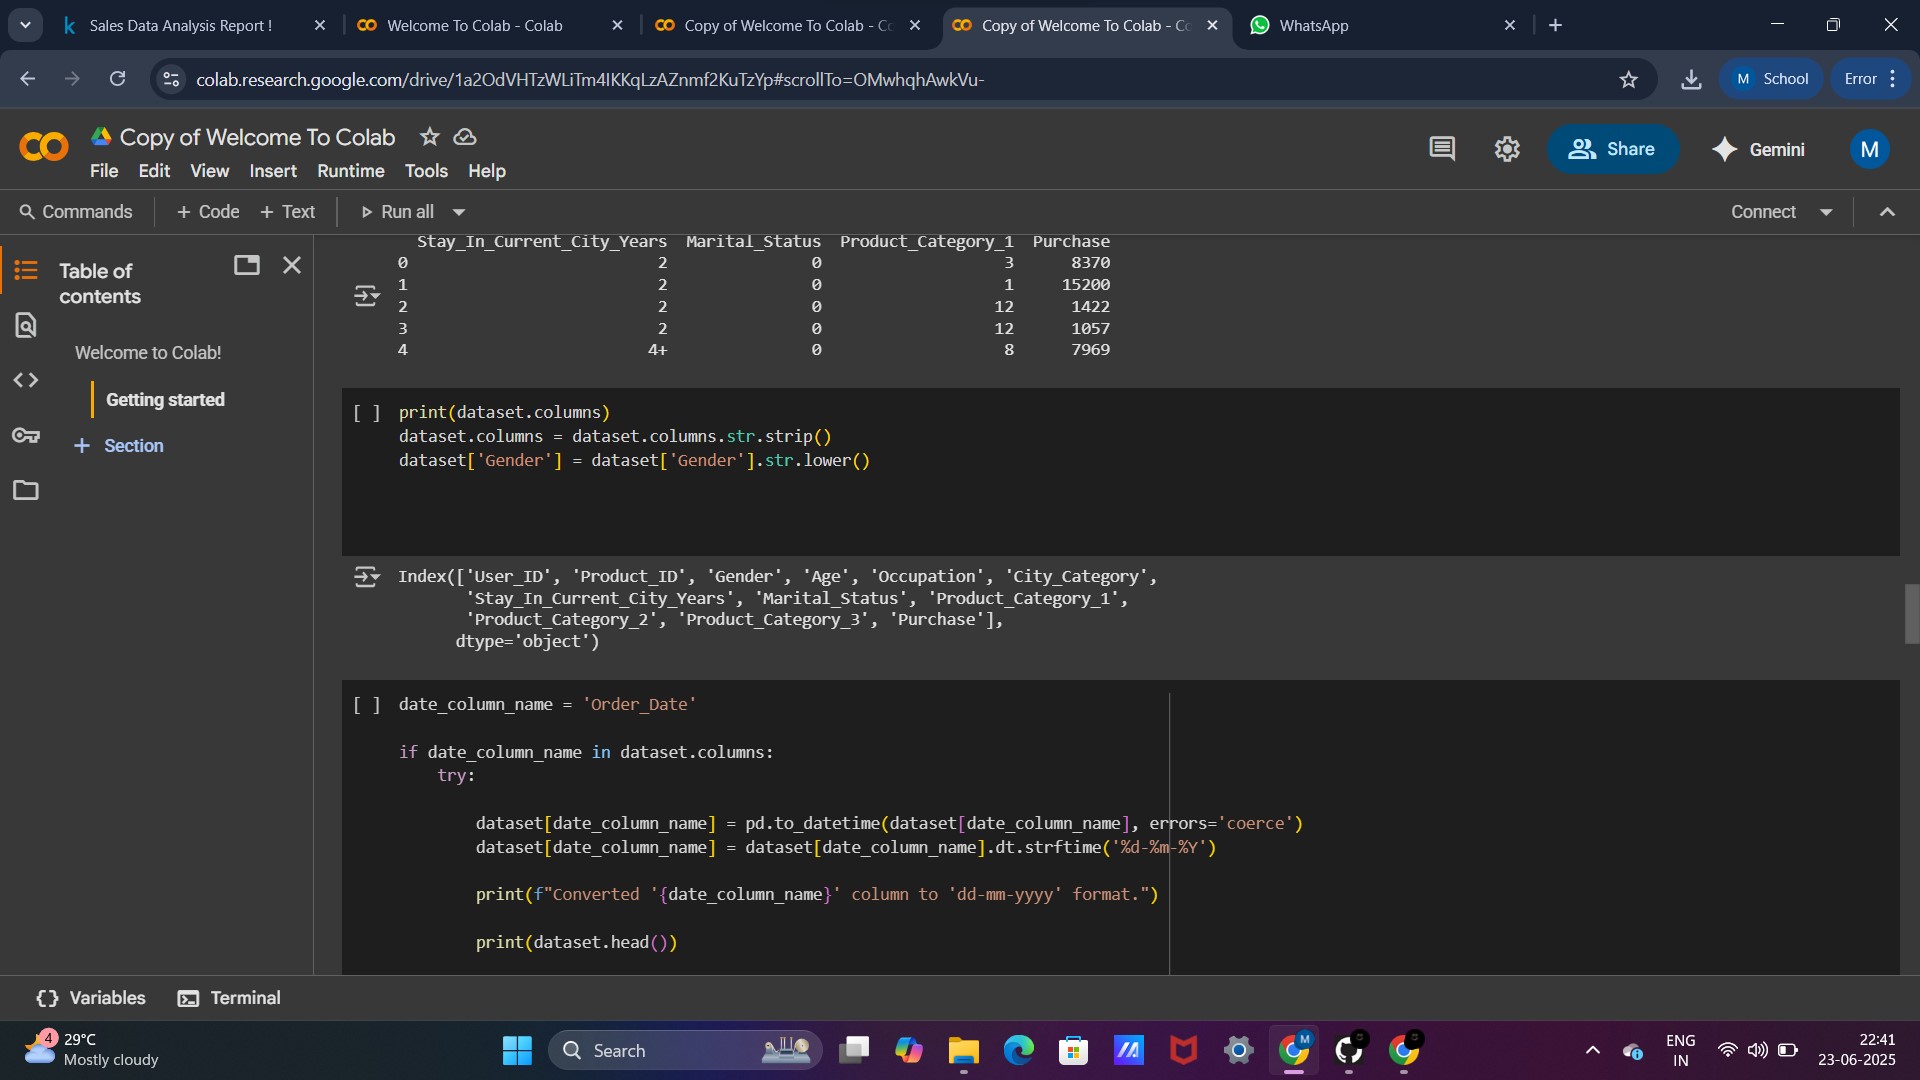 Sales Data Analysis Report !
Welcome To Colab - Colab
Copy of Welcome To Colab - Co
Copy of Welcome To Colab - Co
WhatsApp
colab.research.google.com/drive/1a2OdVHTzWLiTm4IKKqLzAZnmf2KuTzYp#scrollTo=OMwhqhAwkVu-
M School
Error
Copy of Welcome To Colab
File Edit View Insert Runtime Tools Help
Share
Gemini
M
Commands
+ Code + Text
Run all
Connect
Table of
contents
Welcome to Colab!
Getting started
+ Section
Stay_In_Current_City_Years Marital_Status Product_Category_1 Purchase
0 2 0 3 8370
1 2 0 1 15200
2 2 0 12 1422
3 2 0 12 1057
4 4+ 0 8 7969
[ ] print(dataset.columns)
dataset.columns = dataset.columns.str.strip()
dataset['Gender'] = dataset['Gender'].str.lower()
Index(['User_ID', 'Product_ID', 'Gender', 'Age', 'Occupation', 'City_Category',
'Stay_In_Current_City_Years', 'Marital_Status', 'Product_Category_1',
'Product_Category_2', 'Product_Category_3', 'Purchase'],
dtype='object')
[ ] date_column_name = 'Order_Date'
if date_column_name in dataset.columns:
try:
dataset[date_column_name] = pd.to_datetime(dataset[date_column_name], errors='coerce')
dataset[date_column_name] = dataset[date_column_name].dt.strftime('%d-%m-%Y')
print(f"Converted '{date_column_name}' column to 'dd-mm-yyyy' format.")
print(dataset.head())
{} Variables
Terminal
4
29°C
Mostly cloudy
Search
M
ENG
IN
22:41
23-06-2025